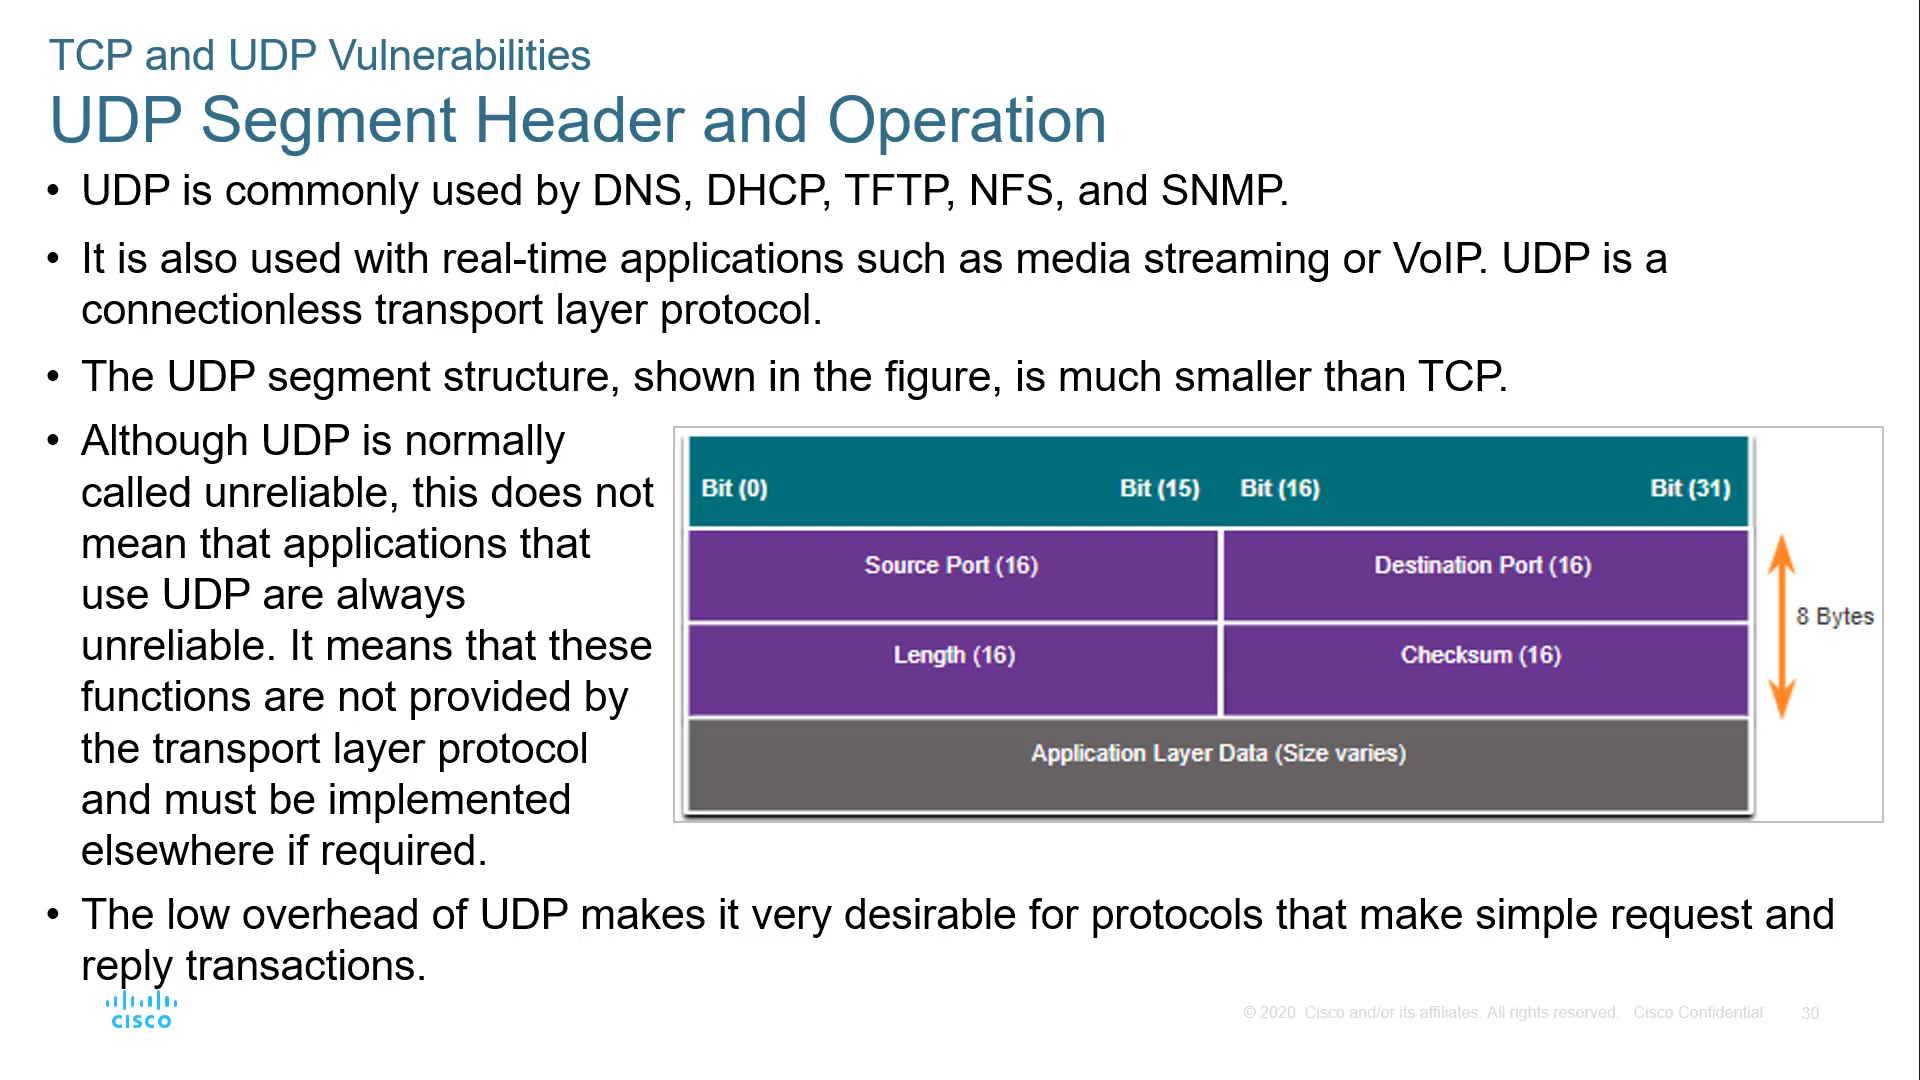 TCP and UDP Vulnerabilities
UDP Segment Header and Operation
• UDP is commonly used by DNS, DHCP, TFTP, NFS, and SNMP.
• It is also used with real-time applications such as media streaming or VoIP. UDP is a
connectionless transport layer protocol.
• The UDP segment structure, shown in the figure, is much smaller than TCP.
• Although UDP is normally
called unreliable, this does not
mean that applications that
use UDP are always
unreliable. It means that these
functions are not provided by
the transport layer protocol
and must be implemented
elsewhere if required.
Bit (0) Bit (15) Bit (16) Bit (31)
Source Port (16) Destination Port (16)
8 Bytes
Length (16) Checksum (16)
Application Layer Data (Size varies)
• The low overhead of UDP makes it very desirable for protocols that make simple request and
reply transactions.
CISCO
© 2020 Cisco and/or its affiliates. All rights reserved. Cisco Confidential 30